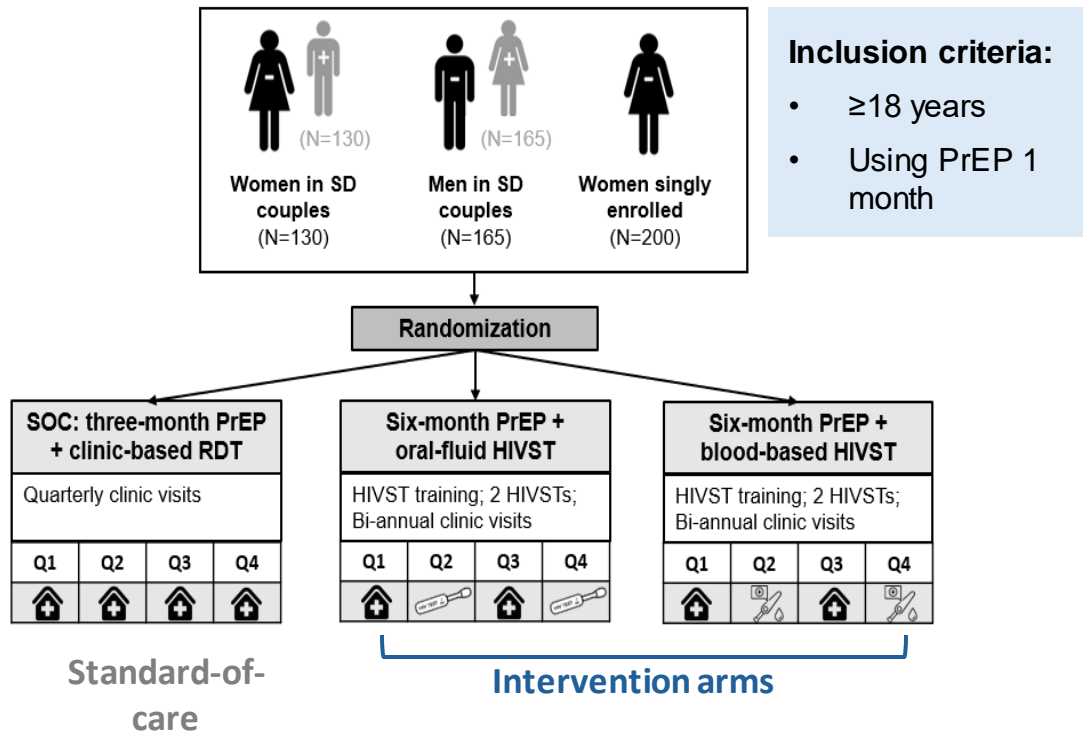 (N=130)
(N=165)
Women in SD
couples
(N=130)
Men in SD
couples
(N=165)
Women singly
enrolled
(N=200)
Inclusion criteria:
• ≥18 years
• Using PrEP 1
month
Randomization
SOC: three-month PrEP
+ clinic-based RDT
Quarterly clinic visits
Q1 Q2 Q3 Q4
Six-month PrEP +
oral-fluid HIVST
HIVST training; 2 HIVSTs;
Bi-annual clinic visits
Q1 Q2 Q3 Q4
HIV TEST
HIV TEST
Six-month PrEP +
blood-based HIVST
HIVST training; 2 HIVSTs;
Bi-annual clinic visits
Q1 Q2 Q3 Q4
Standard-of-
care
Intervention arms